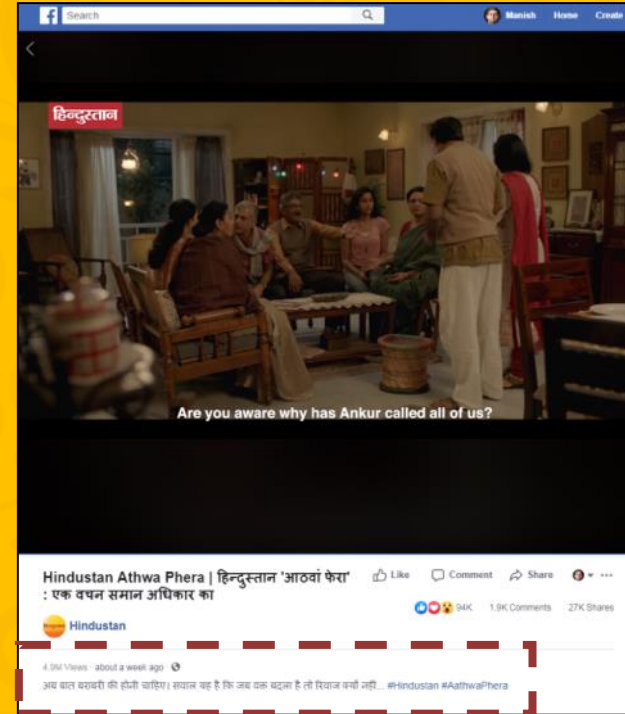 Search
Manish Home Create
हिन्दुस्तान
Are you aware why has Ankur called all of us?
Hindustan Athwa Phera | हिन्दुस्तान 'आठवां फेरा'
: एक वचन समान अधिकार का
Like Comment Share
94K 1.9K Comments 27K Shares
Hindustan
4.9M Views · about a week ago
अब बात बराबरी की होनी चाहिए। सवाल यह है कि जब वक्त बदला है तो रिवाज क्यों नहीं... #Hindustan #AathwaPhera